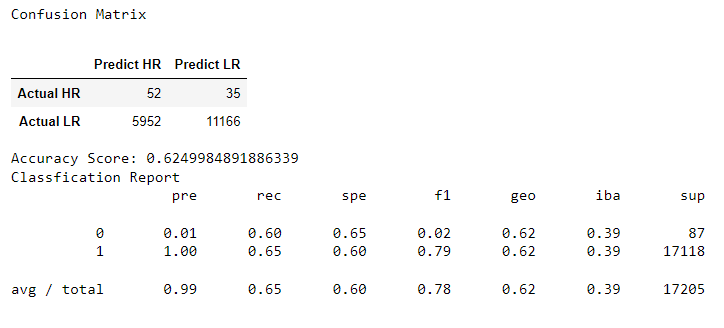 Confusion Matrix
Predict HR Predict LR
Actual HR 52 35
Actual LR 5952 11166
Accuracy Score: 0.6249984891886339
Classfication Report
pre rec spe f1 geo iba sup
0 0.01 0.60 0.65 0.02 0.62 0.39 87
1 1.00 0.65 0.60 0.79 0.62 0.39 17118
avg / total 0.99 0.65 0.60 0.78 0.62 0.39 17205